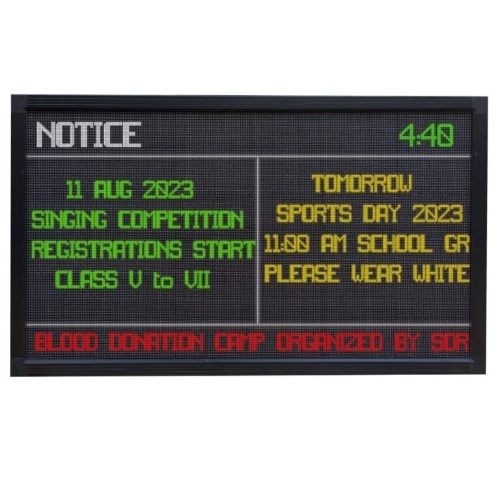 NOTICE 4:40
11 AUG 2023
SINGING COMPETITION
REGISTRATIONS START
CLASS V to VII
TOMORROW
SPORTS DAY 2023
11:00 AM SCHOOL GR
PLEASE WEAR WHITE
BLOOD DONATION CAMP ORGANIZED BY SDR